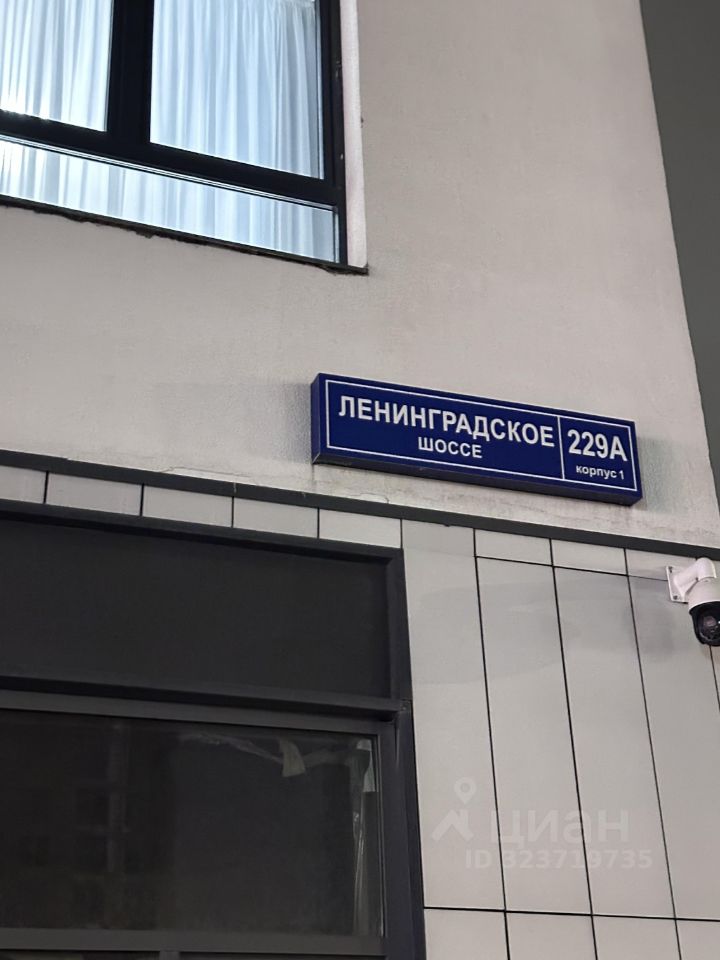 ЛЕНИНГРАДСКОЕ
ШОССЕ
229А
корпус 1
циан
ID 323719735